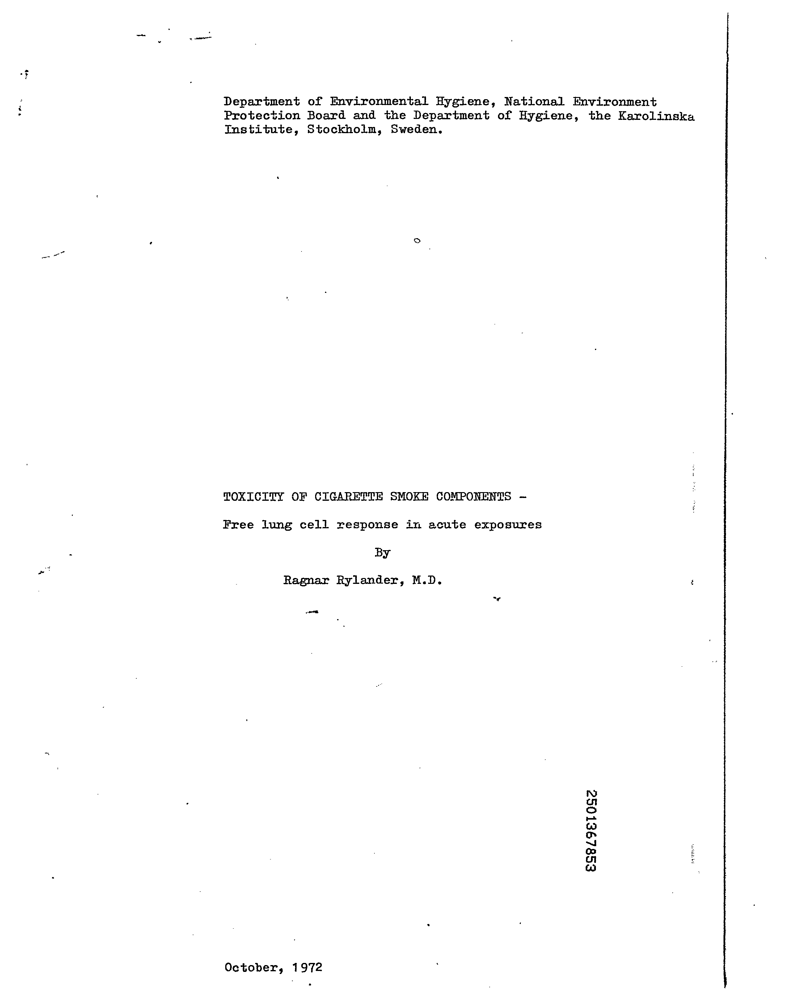 Department of Environmental Hygiene, National Environment
Protection Board and the Department of Hygiene, the Karolinska
Institute, Stockholm, Sweden.
TOXICITY OF CIGARETTE SMOKE COMPONENTS -
Free lung cell response in acute exposures
By
Ragnar Rylander, M.D.
2501367853
October, 1972